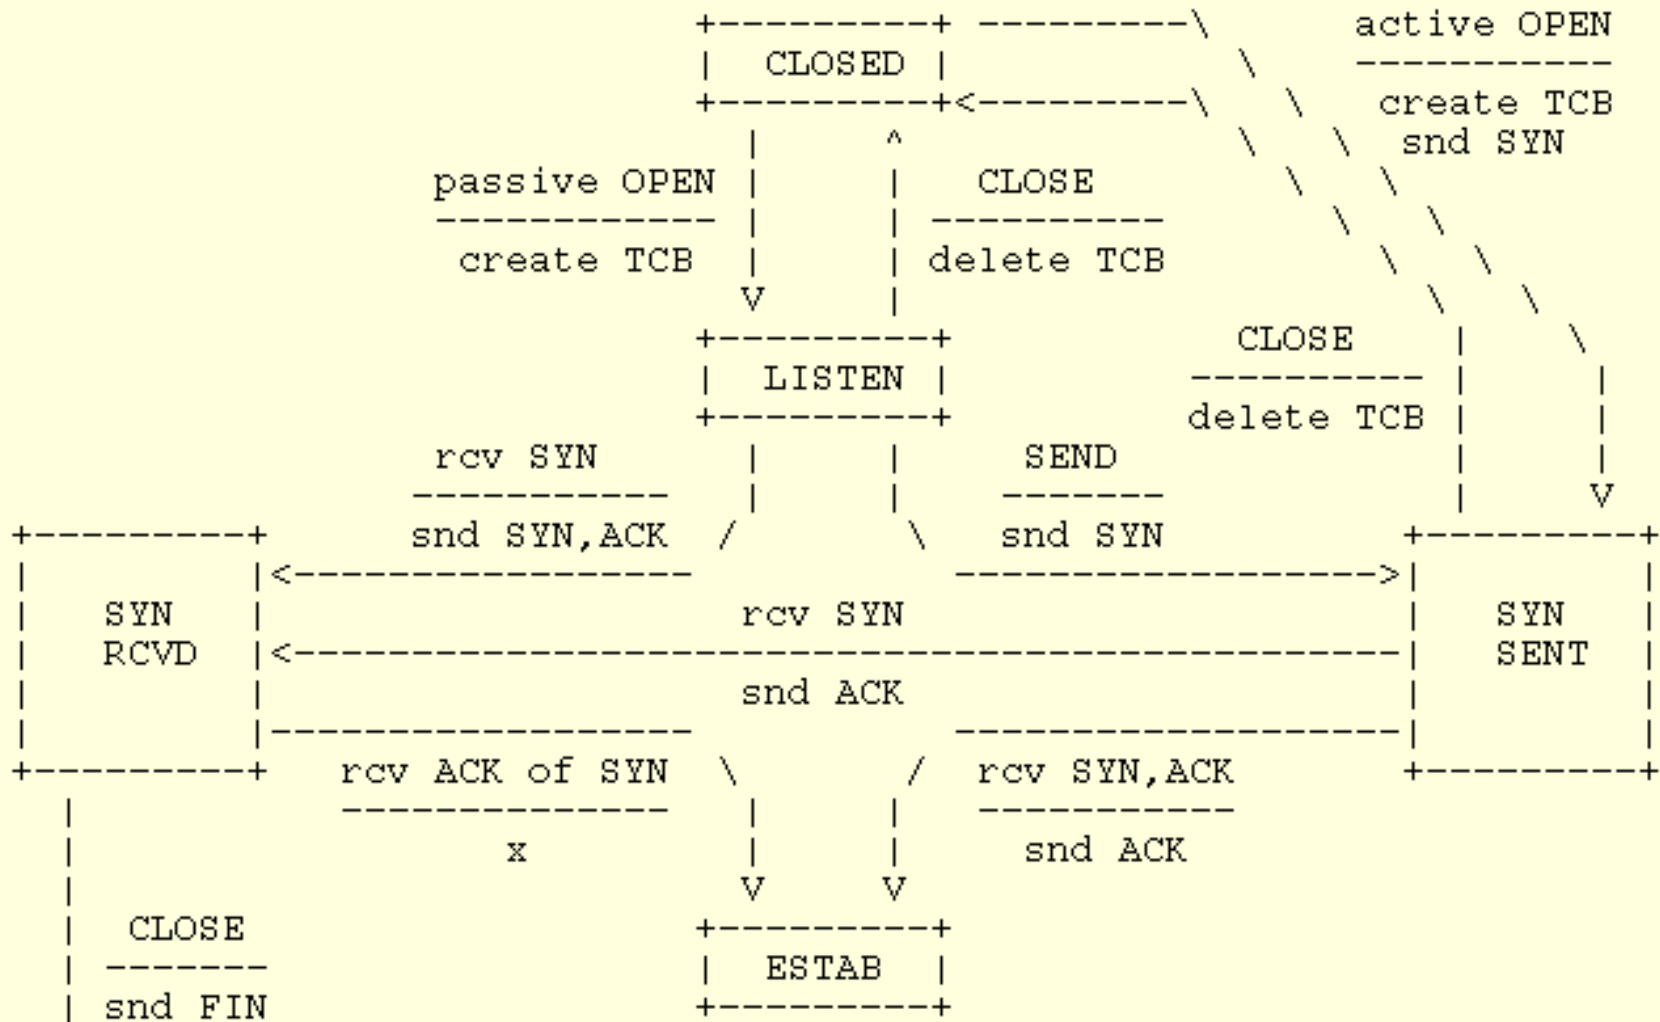 +---------+ ---------\      active OPEN
|  CLOSED |            \    -----------
+---------+<---------\   \   create TCB
|     ^              \   \  snd SYN
passive OPEN |     |   CLOSE        \   \
------------ |     | ----------       \   \
create TCB  |     | delete TCB         \   \
V     |                      \   \
+---------+            CLOSE    |    \
|  LISTEN |          ---------- |     |
+---------+          delete TCB |     |
rcv SYN      |     |     SEND              |     |
-----------   |     |    -------            |     V
+---------+      snd SYN,ACK  /       \   snd SYN          +---------+
|         |<-----------------           ------------------>|         |
|   SYN   |                    rcv SYN                     |   SYN   |
|   RCVD  |<-----------------------------------------------|   SENT  |
|         |                    snd ACK                     |         |
|         |------------------           -------------------|         |
+---------+   rcv ACK of SYN  \       /  rcv SYN,ACK       +---------+
|           --------------   |     |   -----------
|                  x         |     |     snd ACK
|                            V     V
|  CLOSE                   +---------+
| -------                  |  ESTAB  |
| snd FIN                  +---------+